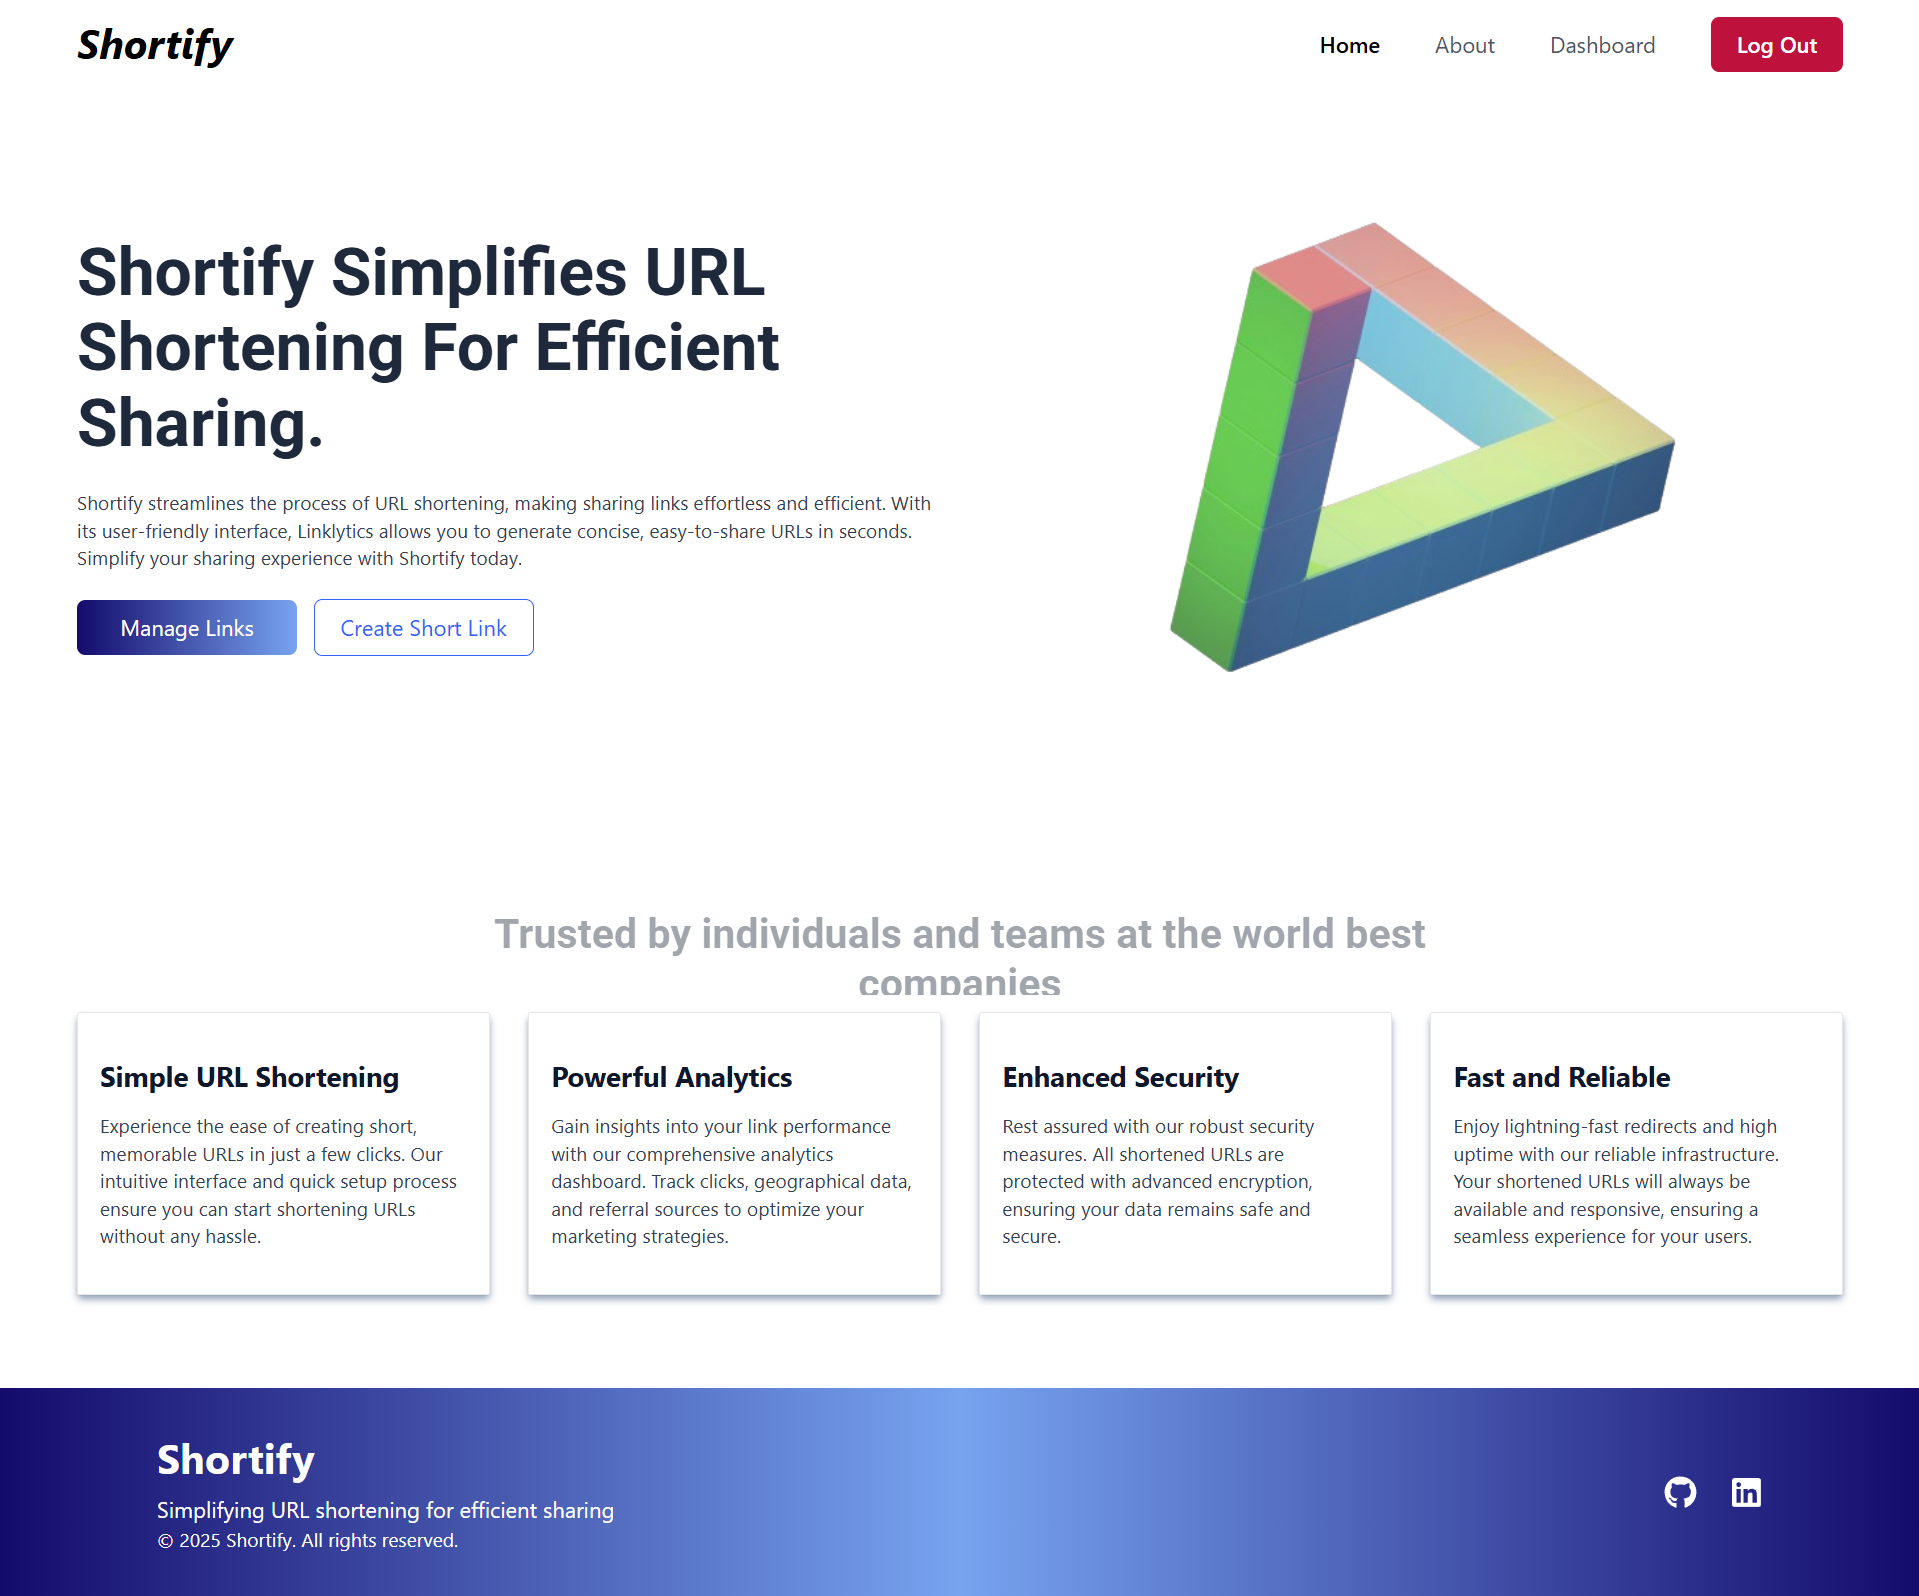 Shortify
Home
About
Dashboard
Log Out
Shortify Simplifies URL
Shortening For Efficient
Sharing.
Shortify streamlines the process of URL shortening, making sharing links effortless and efficient. With
its user-friendly interface, Linklytics allows you to generate concise, easy-to-share URLs in seconds.
Simplify your sharing experience with Shortify today.
Manage Links
Create Short Link
Trusted by individuals and teams at the world best
companies
Simple URL Shortening
Experience the ease of creating short,
memorable URLs in just a few clicks. Our
intuitive interface and quick setup process
ensure you can start shortening URLs
without any hassle.
Powerful Analytics
Gain insights into your link performance
with our comprehensive analytics
dashboard. Track clicks, geographical data,
and referral sources to optimize your
marketing strategies.
Enhanced Security
Rest assured with our robust security
measures. All shortened URLs are
protected with advanced encryption,
ensuring your data remains safe and
secure.
Fast and Reliable
Enjoy lightning-fast redirects and high
uptime with our reliable infrastructure.
Your shortened URLs will always be
available and responsive, ensuring a
seamless experience for your users.
Shortify
Simplifying URL shortening for efficient sharing
© 2025 Shortify. All rights reserved.
in